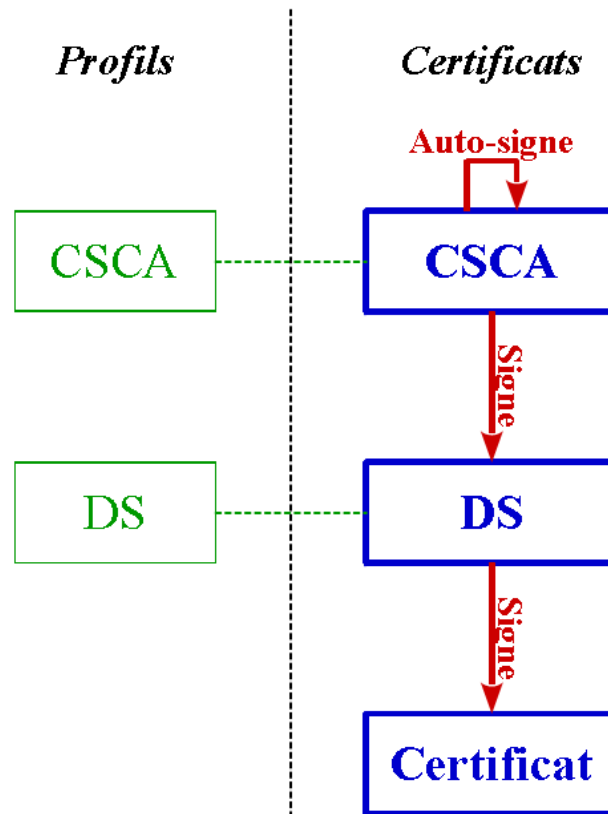 Profils
Certificats
Auto-signe
CSCA
CSCA
Signe
DS
DS
Signe
Certificat